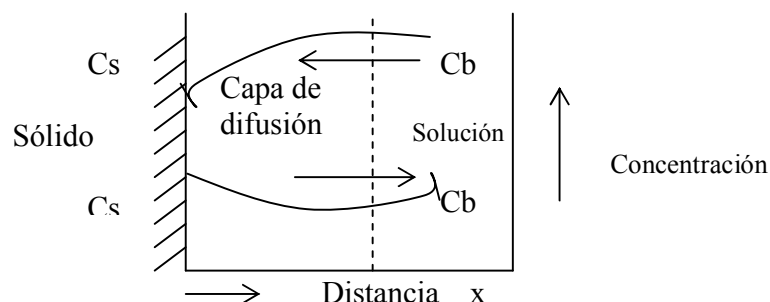 Cs
Cb
Capa de
difusión
Sólido
Solución
Concentración
Cs
Cb
Distancia x